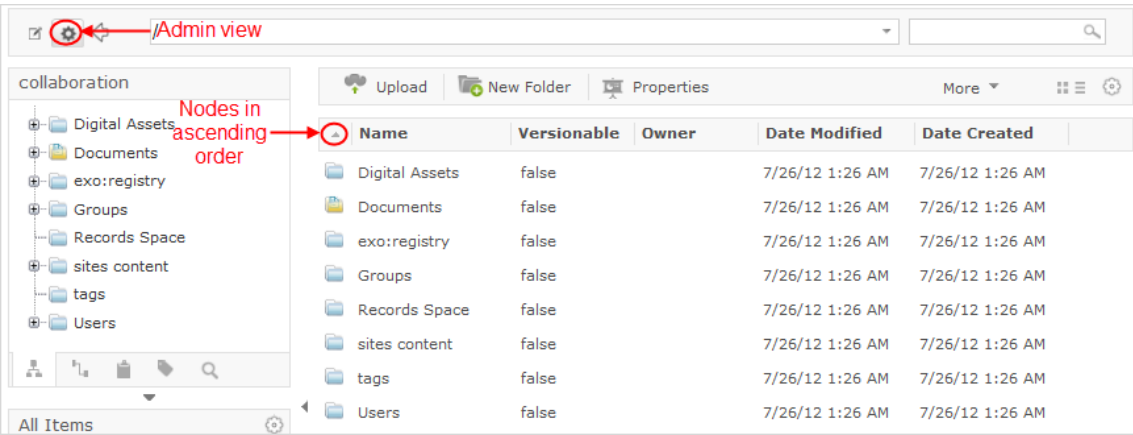 Admin view
/
collaboration
Upload New Folder Properties More
Nodes in
ascending
order
Name Versionable Owner Date Modified Date Created
Digital Assets
Documents
exo:registry
Groups
Records Space
sites content
tags
Users
Digital Assets false 7/26/12 1:26 AM 7/26/12 1:26 AM
Documents false 7/26/12 1:26 AM 7/26/12 1:26 AM
exo:registry false 7/26/12 1:26 AM 7/26/12 1:26 AM
Groups false 7/26/12 1:26 AM 7/26/12 1:26 AM
Records Space false 7/26/12 1:26 AM 7/26/12 1:26 AM
sites content false 7/26/12 1:26 AM 7/26/12 1:26 AM
tags false 7/26/12 1:26 AM 7/26/12 1:26 AM
Users false 7/26/12 1:26 AM 7/26/12 1:26 AM
All Items